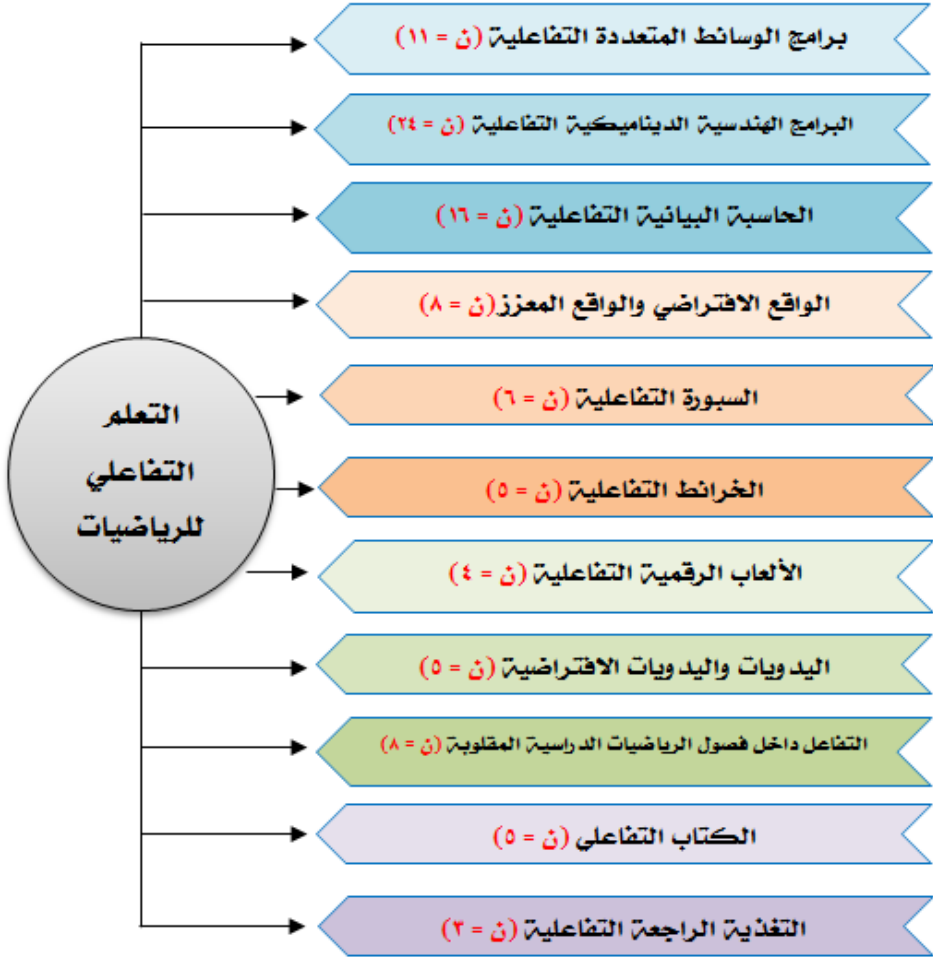 برامج الوسائط المتعددة التفاعلية (ن = ١١)
البرامج الهندسية الديناميكية التفاعلية (ن = ٢٤)
الحاسبة البيانية التفاعلية (ن = ١٦)
الواقع الافتراضي والواقع المعزز (ن = ٨)
السبورة التفاعلية (ن = ٦)
الخرائط التفاعلية (ن = ٥)
الألعاب الرقمية التفاعلية (ن = ٤)
اليدويات واليدويات الافتراضية (ن = ٥)
التفاعل داخل فصول الرياضيات الدراسية المقلوبة (ن = ٨)
الكتاب التفاعلي (ن = ٥)
التغذية الراجعة التفاعلية (ن = ٣)
التعلم
التفاعلي
للرياضيات